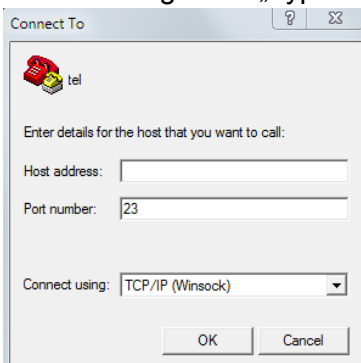 Connect To
tel
Enter details for the host that you want to call:
Host address:
Port number: 23
Connect using: TCP/IP (Winsock)
OK Cancel